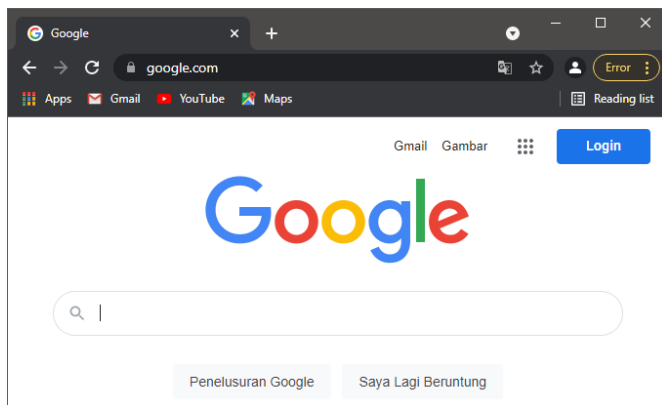 Google
google.com
Error
Apps Gmail YouTube Maps Reading list
Gmail Gambar Login
Google
Penelusuran Google Saya Lagi Beruntung